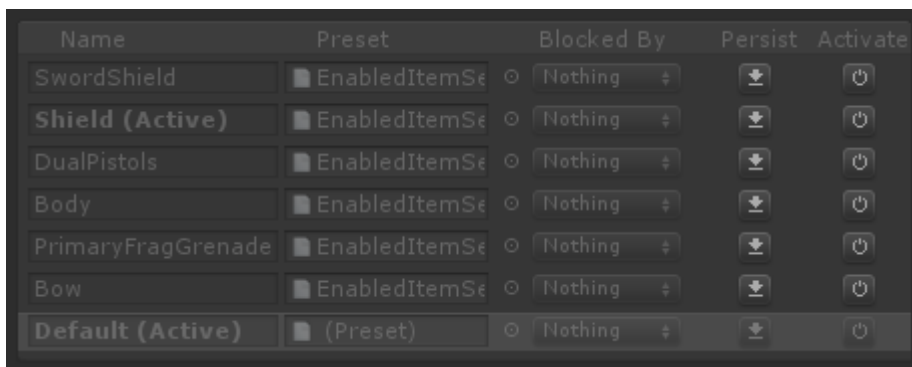 Name Preset Blocked By Persist Activate
SwordShield EnabledItemSe Nothing
Shield (Active) EnabledItemSe Nothing
DualPistols EnabledItemSe Nothing
Body EnabledItemSe Nothing
PrimaryFragGrenade EnabledItemSe Nothing
Bow EnabledItemSe Nothing
Default (Active) (Preset) Nothing